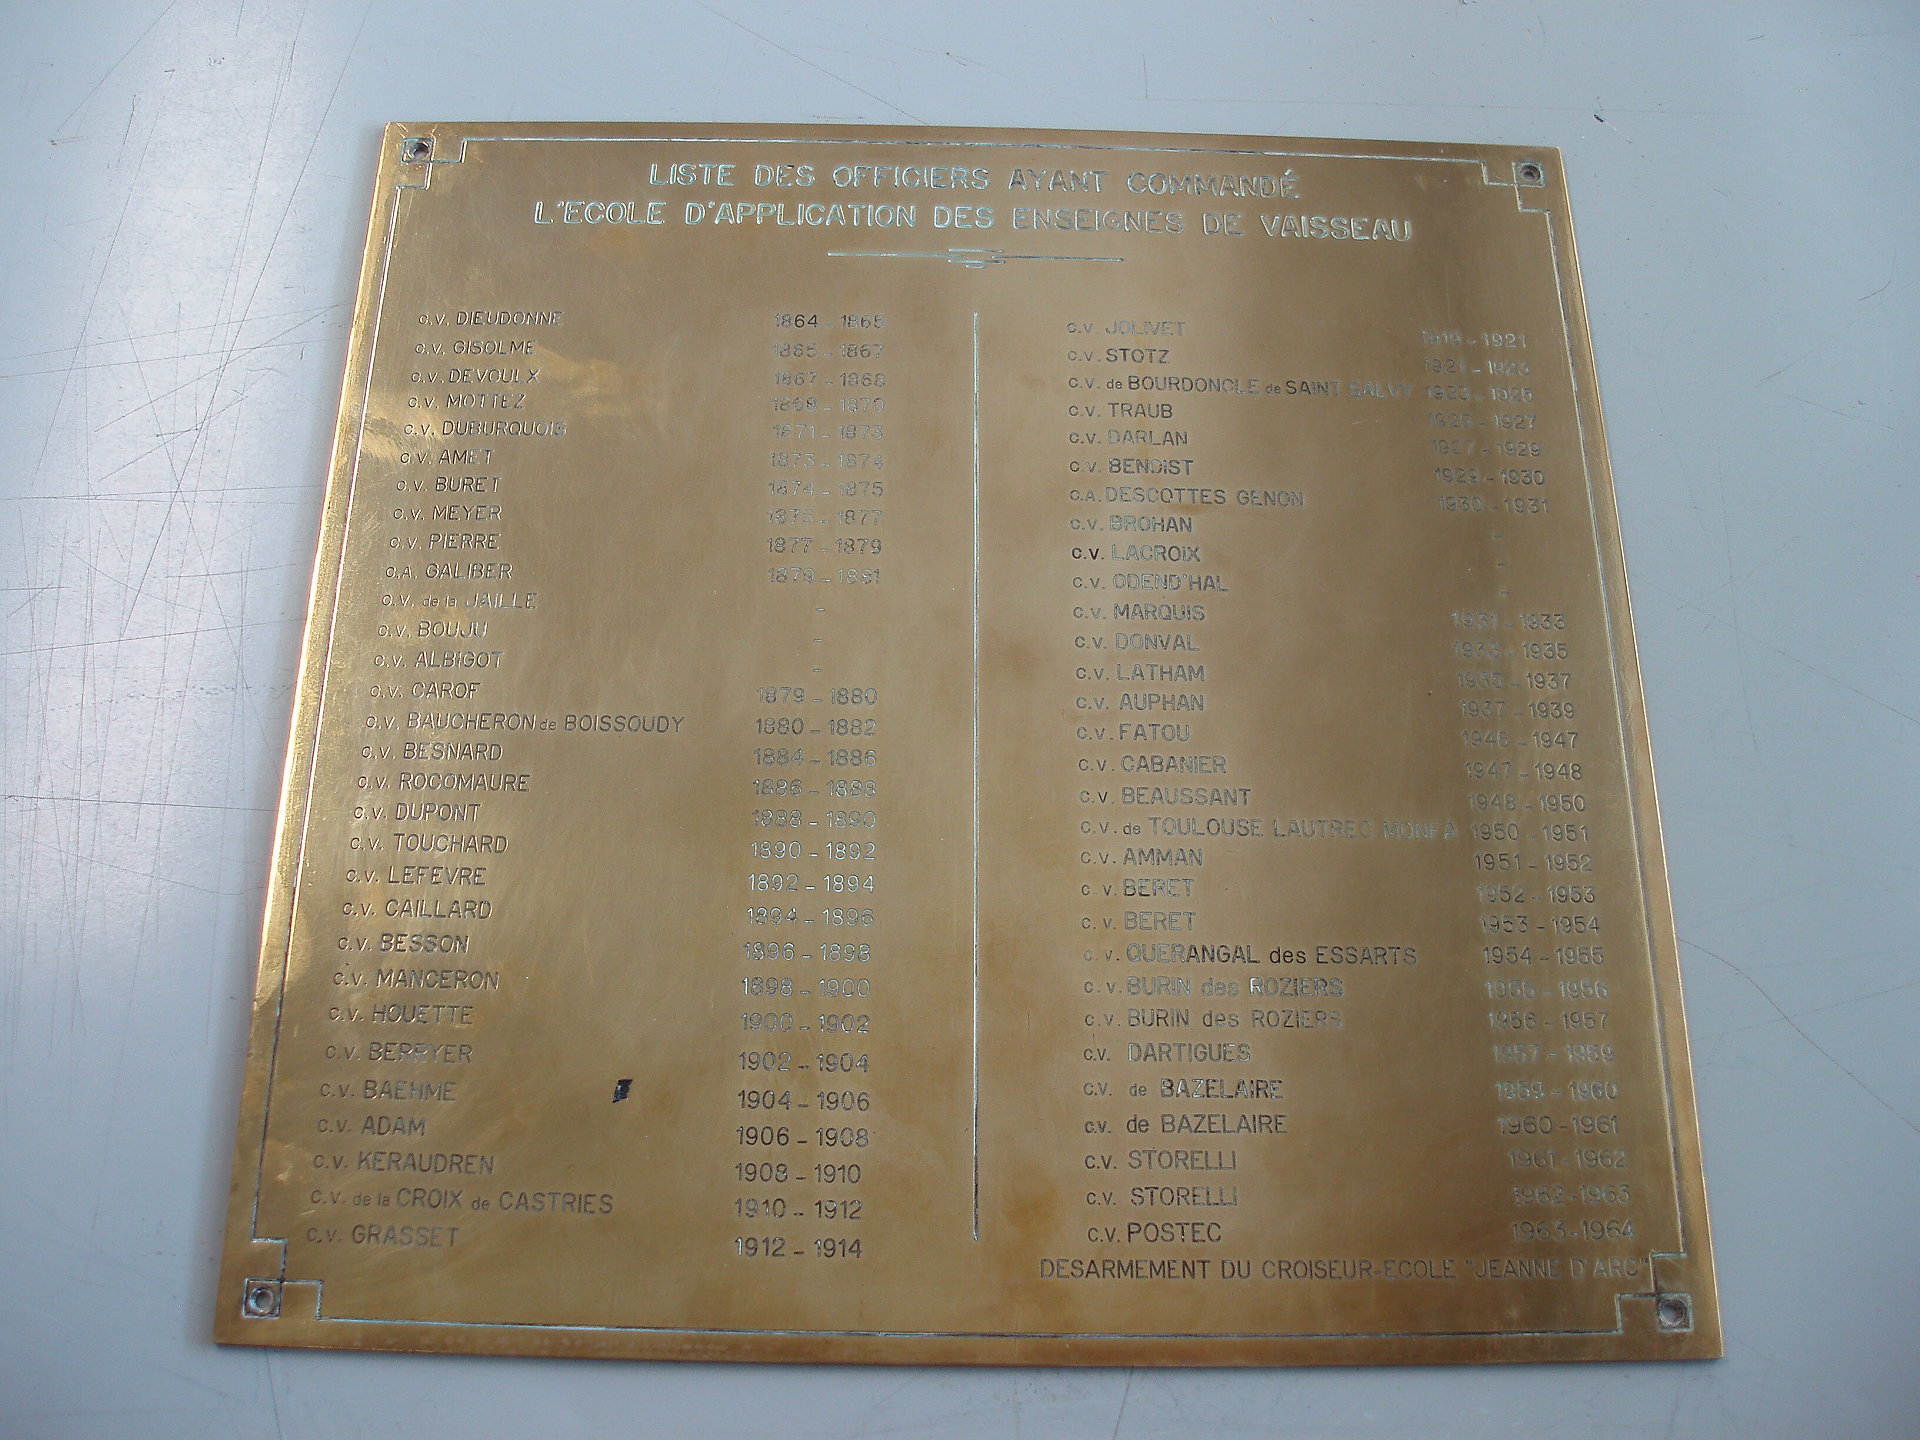 LISTE DES OFFICIERS AYANT COMMANDÉ
L'ECOLE D'APPLICATION DES ENSEIGNES DE VAISSEAU
C.V. DIEUDONNE 1864 - 1865
C.V. GISOLME 1865 - 1867
C.V. DEVOULX 1867 - 1868
C.V. MOTTEZ 1868 - 1870
C.V. DUBURQUOIS 1871 - 1873
C.V. AMET 1873 - 1874
C.V. BURET 1874 - 1875
C.V. MEYER 1875 - 1877
C.V. PIERRE 1877 - 1879
C.A. GALIBER 1879 - 1881
C.V. de la JAILLE -
C.V. BOUJU -
C.V. ALBIGOT -
C.V. CAROF 1879 - 1880
C.V. BAUCHERON de BOISSOUDY 1880 - 1882
C.V. BESNARD 1884 - 1886
C.V. ROCOMAURE 1886 - 1888
C.V. DUPONT 1888 - 1890
C.V. TOUCHARD 1890 - 1892
C.V. LEFEVRE 1892 - 1894
C.V. CAILLARD 1894 - 1896
C.V. BESSON 1896 - 1898
C.V. MANCERON 1898 - 1900
C.V. HOUETTE 1900 - 1902
C.V. BERRYER 1902 - 1904
C.V. BAEHME 1904 - 1906
C.V. ADAM 1906 - 1908
C.V. KERAUDREN 1908 - 1910
C.V. de la CROIX de CASTRIES 1910 - 1912
C.V. GRASSET 1912 - 1914
C.V. JOLIVET 1919 - 1921
C.V. STOTZ 1921 - 1923
C.V. de BOURDONCLE de SAINT SALVY 1923 - 1925
C.V. TRAUB 1925 - 1927
C.V. DARLAN 1927 - 1929
C.V. BENOIST 1929 - 1930
C.A. DESCOTTES GENON 1930 - 1931
C.V. BROHAN -
C.V. LACROIX -
C.V. ODEND'HAL -
C.V. MARQUIS 1931 - 1933
C.V. DONVAL 1933 - 1935
C.V. LATHAM 1935 - 1937
C.V. AUPHAN 1937 - 1939
C.V. FATOU 1946 - 1947
C.V. CABANIER 1947 - 1948
C.V. BEAUSSANT 1948 - 1950
C.V. de TOULOUSE LAUTREC MONFA 1950 - 1951
C.V. AMMAN 1951 - 1952
C.V. BERET 1952 - 1953
C.V. BERET 1953 - 1954
C.V. QUERANGAL des ESSARTS 1954 - 1955
C.V. BURIN des ROZIERS 1955 - 1956
C.V. BURIN des ROZIERS 1956 - 1957
C.V. DARTIGUES 1957 - 1959
C.V. de BAZELAIRE 1959 - 1960
C.V. de BAZELAIRE 1960 - 1961
C.V. STORELLI 1961 - 1962
C.V. STORELLI 1962 - 1963
C.V. POSTEC 1963 - 1964
DESARMEMENT DU CROISEUR-ECOLE "JEANNE D'ARC"